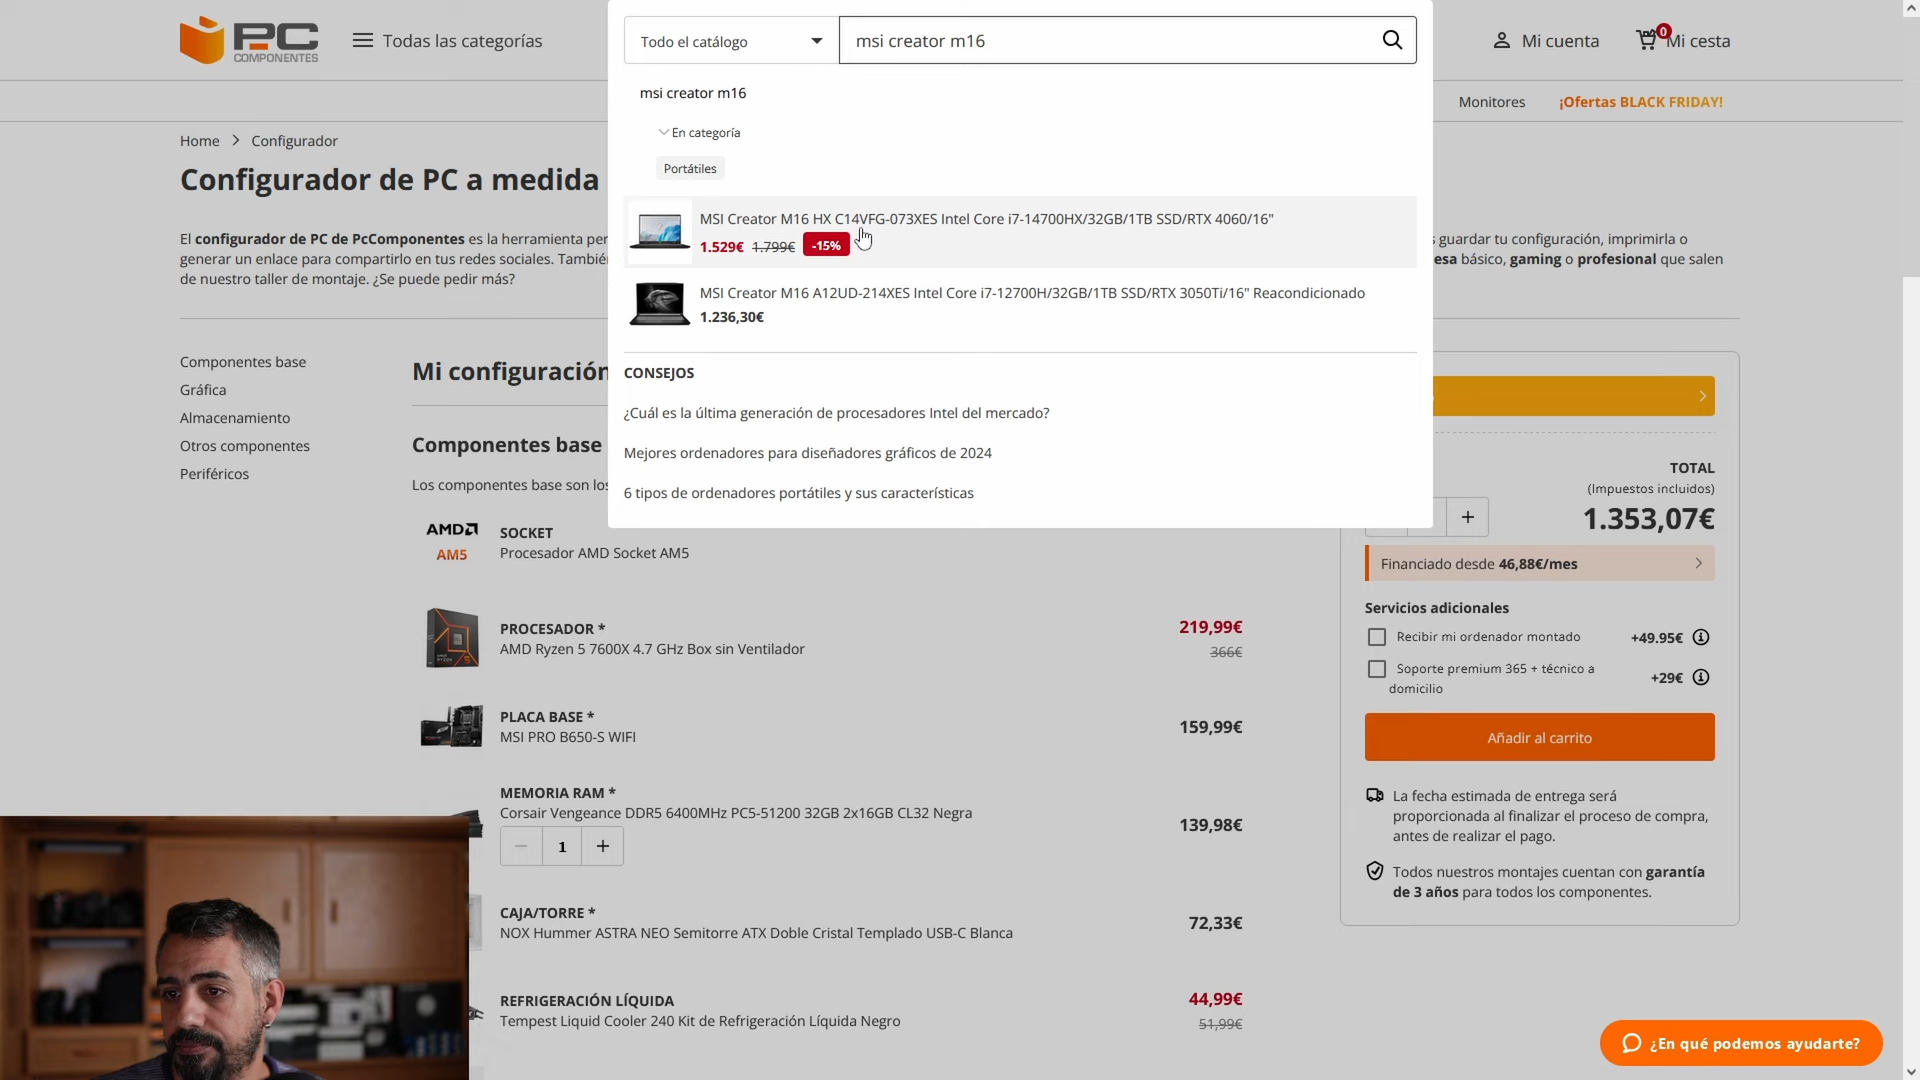 PC COMPONENTES
Todas las categorías
Todo el catálogo
msi creator m16
Mi cuenta
0
Mi cesta
msi creator m16
En categoría
Portátiles
Monitores
¡Ofertas BLACK FRIDAY!
Home > Configurador
Configurador de PC a medida
MSI Creator M16 HX C14VFG-073XES Intel Core i7-14700HX/32GB/1TB SSD/RTX 4060/16"
1.529€ 1.799€ -15%
MSI Creator M16 A12UD-214XES Intel Core i7-12700H/32GB/1TB SSD/RTX 3050Ti/16" Reacondicionado
1.236,30€
El configurador de PC de PcComponentes es la herramienta
guardar tu configuración, imprimirla o
generar un enlace para compartirlo en tus redes sociales.
básico, gaming o profesional que salen
de nuestro taller de montaje. ¿Se puede pedir más?
CONSEJOS
¿Cuál es la última generación de procesadores Intel del mercado?
Mejores ordenadores para diseñadores gráficos de 2024
6 tipos de ordenadores portátiles y sus características
Componentes base
Gráfica
Almacenamiento
Otros componentes
Periféricos
Mi configuración
Componentes base
Los componentes base son
AMD
AM5
SOCKET
Procesador AMD Socket AM5
PROCESADOR *
AMD Ryzen 5 7600X 4.7 GHz Box sin Ventilador
219,99€
366€
PLACA BASE *
MSI PRO B650-S WIFI
159,99€
MEMORIA RAM *
Corsair Vengeance DDR5 6400MHz PC5-51200 32GB 2x16GB CL32 Negra
139,98€
− 1 +
CAJA/TORRE *
NOX Hummer ASTRA NEO Semitorre ATX Doble Cristal Templado USB-C Blanca
72,33€
REFRIGERACIÓN LÍQUIDA
Tempest Liquid Cooler 240 Kit de Refrigeración Líquida Negro
44,99€
51,99€
TOTAL
(Impuestos incluidos)
+
1.353,07€
Financiado desde 46,88€/mes
Servicios adicionales
Recibir mi ordenador montado +49.95€
Soporte premium 365 + técnico a
domicilio
+29€
Añadir al carrito
La fecha estimada de entrega será
proporcionada al finalizar el proceso de compra,
antes de realizar el pago.
Todos nuestros montajes cuentan con garantía
de 3 años para todos los componentes.
¿En qué podemos ayudarte?